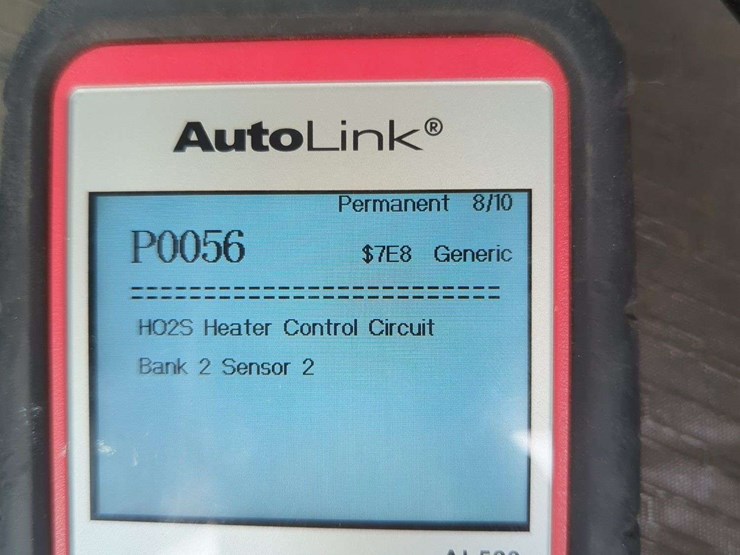 AutoLink®
Permanent 8/10
P0056 $7E8 Generic
==============================
HO2S Heater Control Circuit
Bank 2 Sensor 2